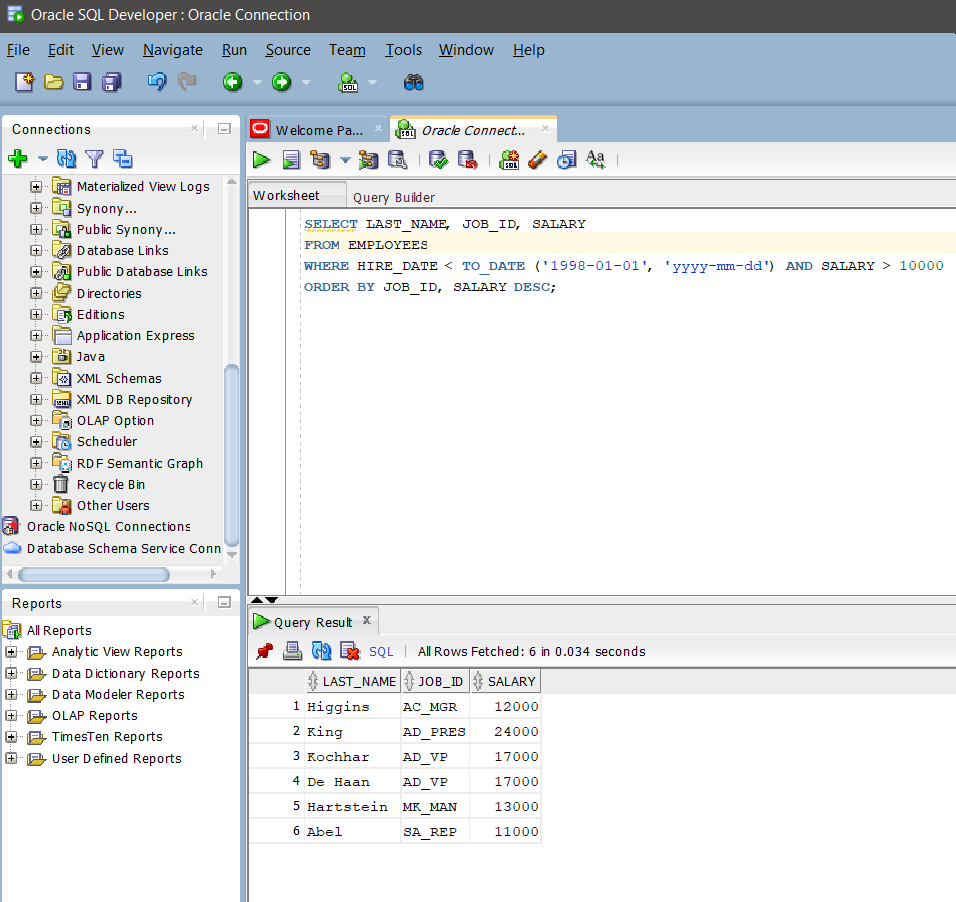 Oracle SQL Developer : Oracle Connection
File Edit View Navigate Run Source Team Tools Window Help
Connections
Materialized View Logs
Synony...
Public Synony...
Database Links
Public Database Links
Directories
Editions
Application Express
Java
XML Schemas
XML DB Repository
OLAP Option
Scheduler
RDF Semantic Graph
Recycle Bin
Other Users
Oracle NoSQL Connections
Database Schema Service Conn
Reports
All Reports
Analytic View Reports
Data Dictionary Reports
Data Modeler Reports
OLAP Reports
TimesTen Reports
User Defined Reports
Welcome Pa... Oracle Connect...
Worksheet Query Builder
SELECT LAST_NAME, JOB_ID, SALARY
FROM EMPLOYEES
WHERE HIRE_DATE < TO_DATE ('1998-01-01', 'yyyy-mm-dd') AND SALARY > 10000
ORDER BY JOB_ID, SALARY DESC;
Query Result
SQL All Rows Fetched: 6 in 0.034 seconds
LAST_NAME JOB_ID SALARY
1 Higgins AC_MGR 12000
2 King AD_PRES 24000
3 Kochhar AD_VP 17000
4 De Haan AD_VP 17000
5 Hartstein MK_MAN 13000
6 Abel SA_REP 11000